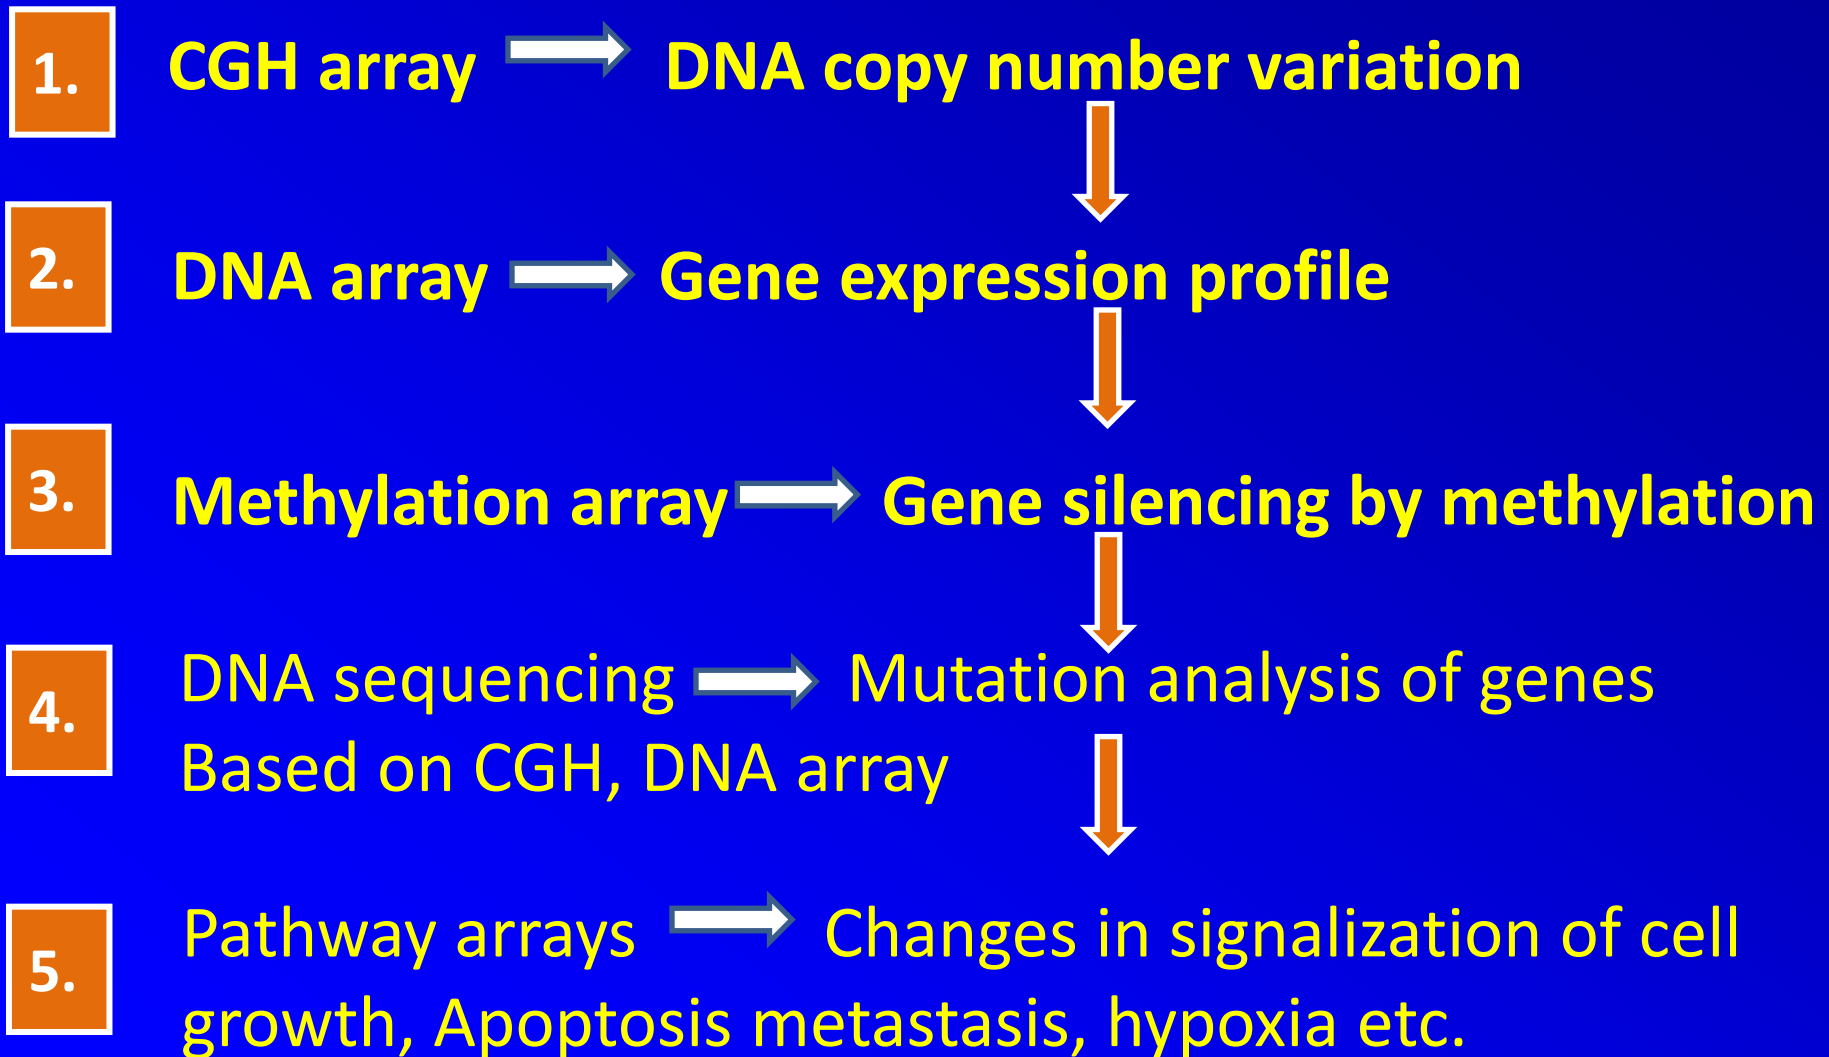 1. CGH array DNA copy number variation
2. DNA array Gene expression profile
3. Methylation array Gene silencing by methylation
4. DNA sequencing Mutation analysis of genes
Based on CGH, DNA array
5. Pathway arrays Changes in signalization of cell
growth, Apoptosis metastasis, hypoxia etc.